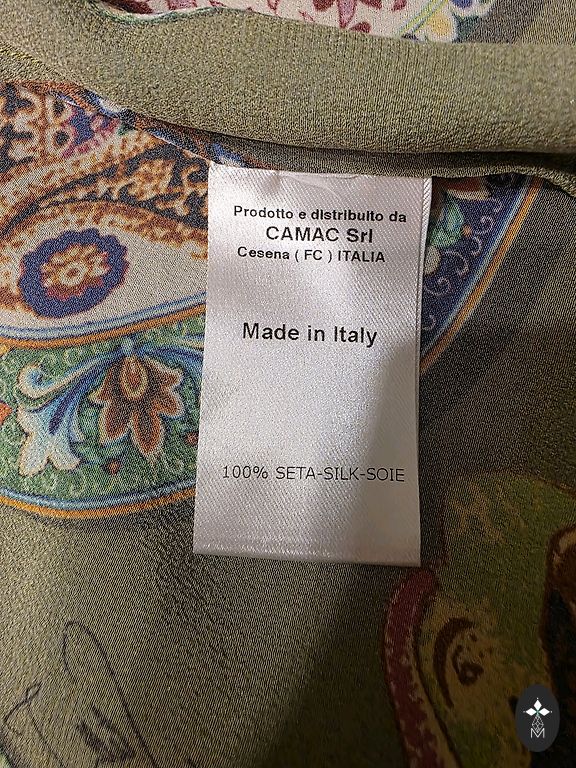 Prodotto e distribuito da
CAMAC Srl
Cesena ( FC ) ITALIA
Made in Italy
100% SETA-SILK-SOIE